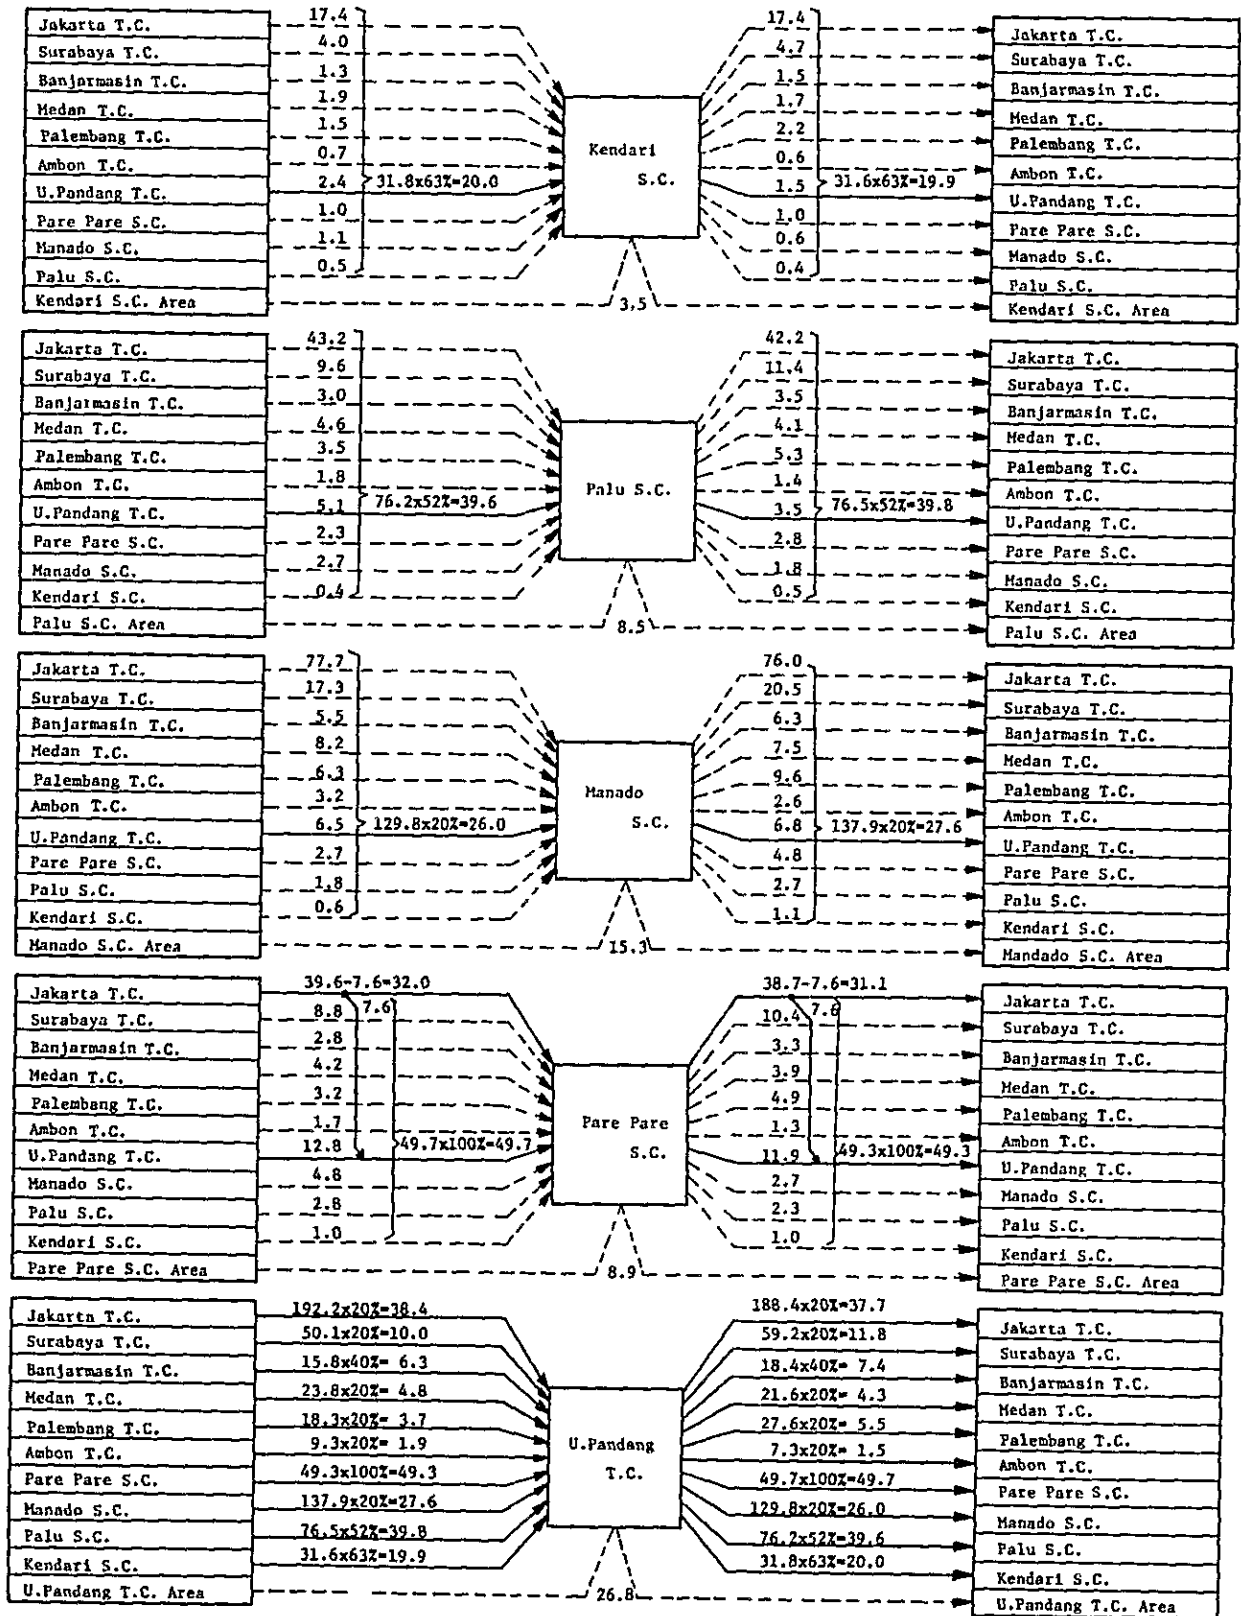 Jakarta T.C. 17.4 17.4 Jakarta T.C.
Surabaya T.C. 4.0 4.7 Surabaya T.C.
Banjarmasin T.C. 1.3 1.5 Banjarmasin T.C.
Medan T.C. 1.9 1.7 Medan T.C.
Palembang T.C. 1.5 2.2 Palembang T.C.
Kendari
Ambon T.C. 0.7 0.6 Ambon T.C.
S.C.
U.Pandang T.C. 2.4 31.8x63%=20.0 1.5 31.6x63%=19.9 U.Pandang T.C.
Pare Pare S.C. 1.0 1.0 Pare Pare S.C.
Manado S.C. 1.1 0.6 Manado S.C.
Palu S.C. 0.5 0.4 Palu S.C.
Kendari S.C. Area 3,5 Kendari S.C. Area
Jakarta T.C. 43.2 42.2 Jakarta T.C.
Surabaya T.C. 9.6 11.4 Surabaya T.C.
Banjarmasin T.C. 3.0 3.5 Banjarmasin T.C.
Medan T.C. 4.6 4.1 Medan T.C.
Palembang T.C. 3.5 5.3 Palembang T.C.
Ambon T.C. 1.8 Palu S.C. 1.4 Ambon T.C.
U.Pandang T.C. 5.1 76.2x52%=39.6 3.5 76.5x52%=39.8 U.Pandang T.C.
Pare Pare S.C. 2.3 2.8 Pare Pare S.C.
Manado S.C. 2.7 1.8 Manado S.C.
Kendari S.C. 0.4 0.5 Kendari S.C.
Palu S.C. Area 8.5 Palu S.C. Area
Jakarta T.C. 77.7 76.0 Jakarta T.C.
Surabaya T.C. 17.3 20.5 Surabaya T.C.
Banjarmasin T.C. 5.5 6.3 Banjarmasin T.C.
Medan T.C. 8.2 7.5 Medan T.C.
Palembang T.C. 6.3 9.6 Palembang T.C.
Manado
Ambon T.C. 3.2 2.6 Ambon T.C.
S.C.
U.Pandang T.C. 6.5 129.8x20%=26.0 6.8 137.9x20%=27.6 U.Pandang T.C.
Pare Pare S.C. 2.7 4.8 Pare Pare S.C.
Palu S.C. 1.8 2.7 Palu S.C.
Kendari S.C. 0.6 1.1 Kendari S.C.
Manado S.C. Area 15.3 Mandado S.C. Area
Jakarta T.C. 39.6-7.6=32.0 38.7-7.6=31.1 Jakarta T.C.
7.6 7.6
Surabaya T.C. 8.8 10.4 Surabaya T.C.
Banjarmasin T.C. 2.8 3.3 Banjarmasin T.C.
Medan T.C. 4.2 3.9 Medan T.C.
Palembang T.C. 3.2 4.9 Palembang T.C.
Pare Pare
Ambon T.C. 1.7 1.3 Ambon T.C.
S.C.
U.Pandang T.C. 12.8 49.7x100%=49.7 11.9 49.3x100%=49.3 U.Pandang T.C.
Manado S.C. 4.8 2.7 Manado S.C.
Palu S.C. 2.8 2.3 Palu S.C.
Kendari S.C. 1.0 1.0 Kendari S.C.
Pare Pare S.C. Area 8.9 Pare Pare S.C. Area
Jakarta T.C. 192.2x20%=38.4 188.4x20%=37.7 Jakarta T.C.
Surabaya T.C. 50.1x20%=10.0 59.2x20%=11.8 Surabaya T.C.
Banjarmasin T.C. 15.8x40%= 6.3 18.4x40%= 7.4 Banjarmasin T.C.
Medan T.C. 23.8x20%= 4.8 21.6x20%= 4.3 Medan T.C.
Palembang T.C. 18.3x20%= 3.7 27.6x20%= 5.5 Palembang T.C.
U.Pandang
Ambon T.C. 9.3x20%= 1.9 7.3x20%= 1.5 Ambon T.C.
T.C.
Pare Pare S.C. 49.3x100%=49.3 49.7x100%=49.7 Pare Pare S.C.
Manado S.C. 137.9x20%=27.6 129.8x20%=26.0 Manado S.C.
Palu S.C. 76.5x52%=39.8 76.2x52%=39.6 Palu S.C.
Kendari S.C. 31.6x63%=19.9 31.8x63%=20.0 Kendari S.C.
U.Pandang T.C. Area 26.8 U.Pandang T.C. Area